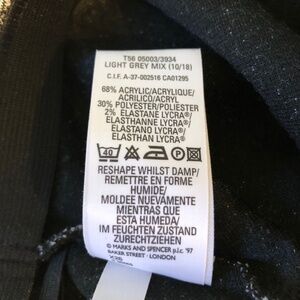 T56 05003/3934
LIGHT GREY MIX (10/18)
C.I.F. A-37-002516 CA01295
68% ACRYLIC/ACRYLIQUE/
ACRILICO/ACRYL
30% POLYESTER/POLIESTER
2% ELASTANE LYCRA®/
ELASTHANNE LYCRA®/
ELASTANO LYCRA®/
ELASTHAN LYCRA®
40 P
RESHAPE WHILST DAMP/
REMETTRE EN FORME
HUMIDE/
MOLDEE NUEVAMENTE
MIENTRAS QUE
ESTA HUMEDA/
IM FEUCHTEN ZUSTAND
ZURECHTZIEHEN
© MARKS AND SPENCER p.l.c. '97
BAKER STREET · LONDON